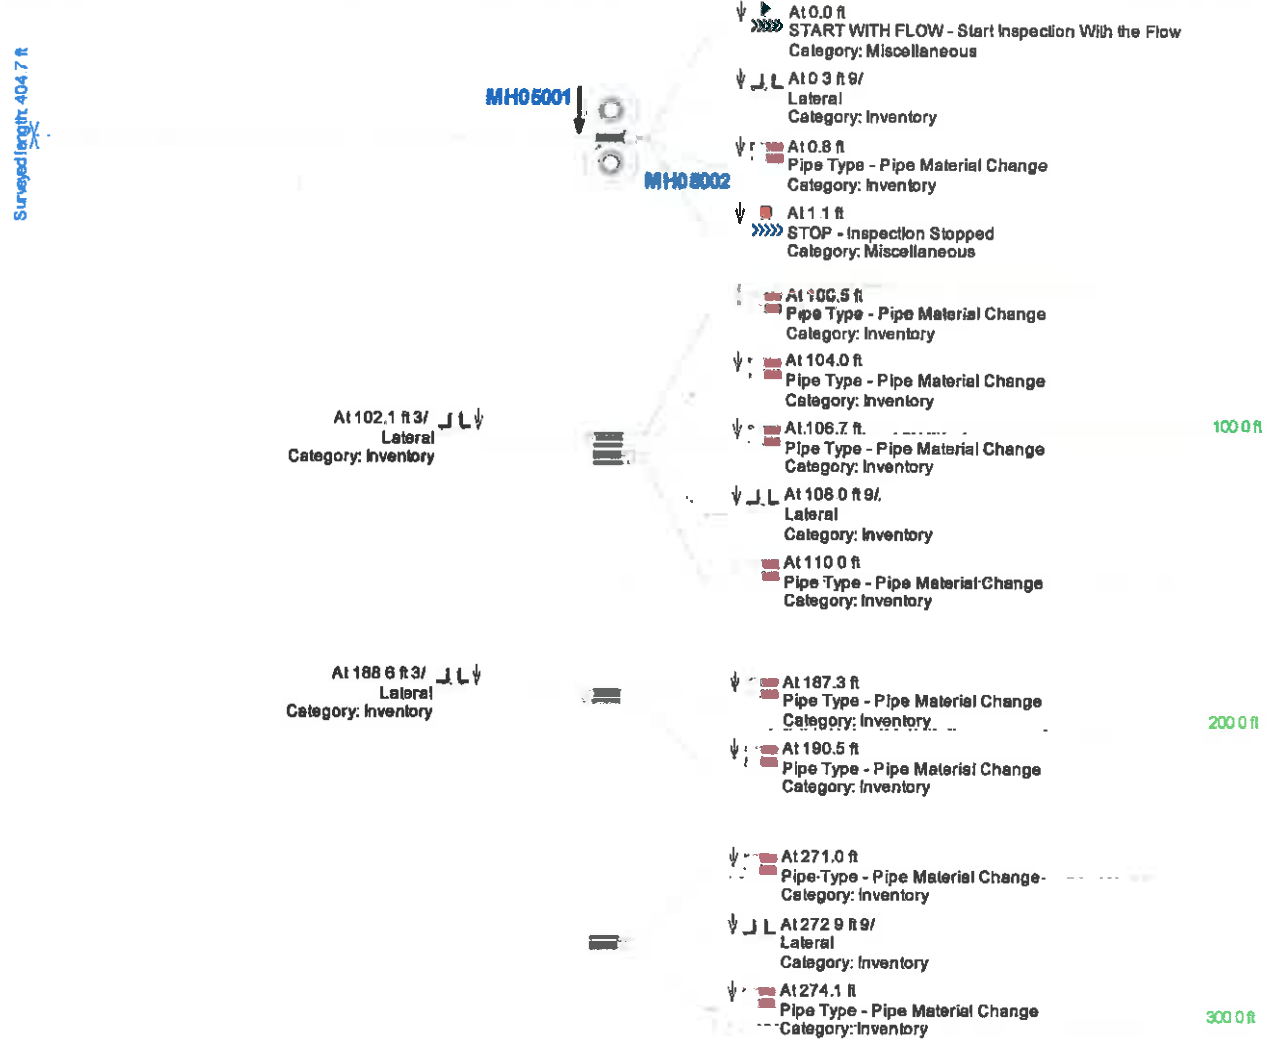 Surveyed length: 404.7 ft
MH05001
MH05002
At 0.0 ft
START WITH FLOW - Start Inspection With the Flow
Category: Miscellaneous
At 0 3 ft 9/
Lateral
Category: Inventory
At 0.8 ft
Pipe Type - Pipe Material Change
Category: Inventory
At 1 1 ft
STOP - Inspection Stopped
Category: Miscellaneous
At 100.5 ft
Pipe Type - Pipe Material Change
Category: Inventory
At 104.0 ft
Pipe Type - Pipe Material Change
Category: Inventory
At 102.1 ft 3/
Lateral
Category: Inventory
At 106.7 ft.
Pipe Type - Pipe Material Change
Category: Inventory
100 0 ft
At 108 0 ft 9/.
Lateral
Category: Inventory
At 110 0 ft
Pipe Type - Pipe Material Change
Category: Inventory
At 188 6 ft 3/
Lateral
Category: Inventory
At 187.3 ft
Pipe Type - Pipe Material Change
Category: Inventory
200 0 ft
At 190.5 ft
Pipe Type - Pipe Material Change
Category: Inventory
At 271.0 ft
Pipe Type - Pipe Material Change
Category: Inventory
At 272 9 ft 9/
Lateral
Category: Inventory
At 274.1 ft
Pipe Type - Pipe Material Change
Category: Inventory
300 0 ft